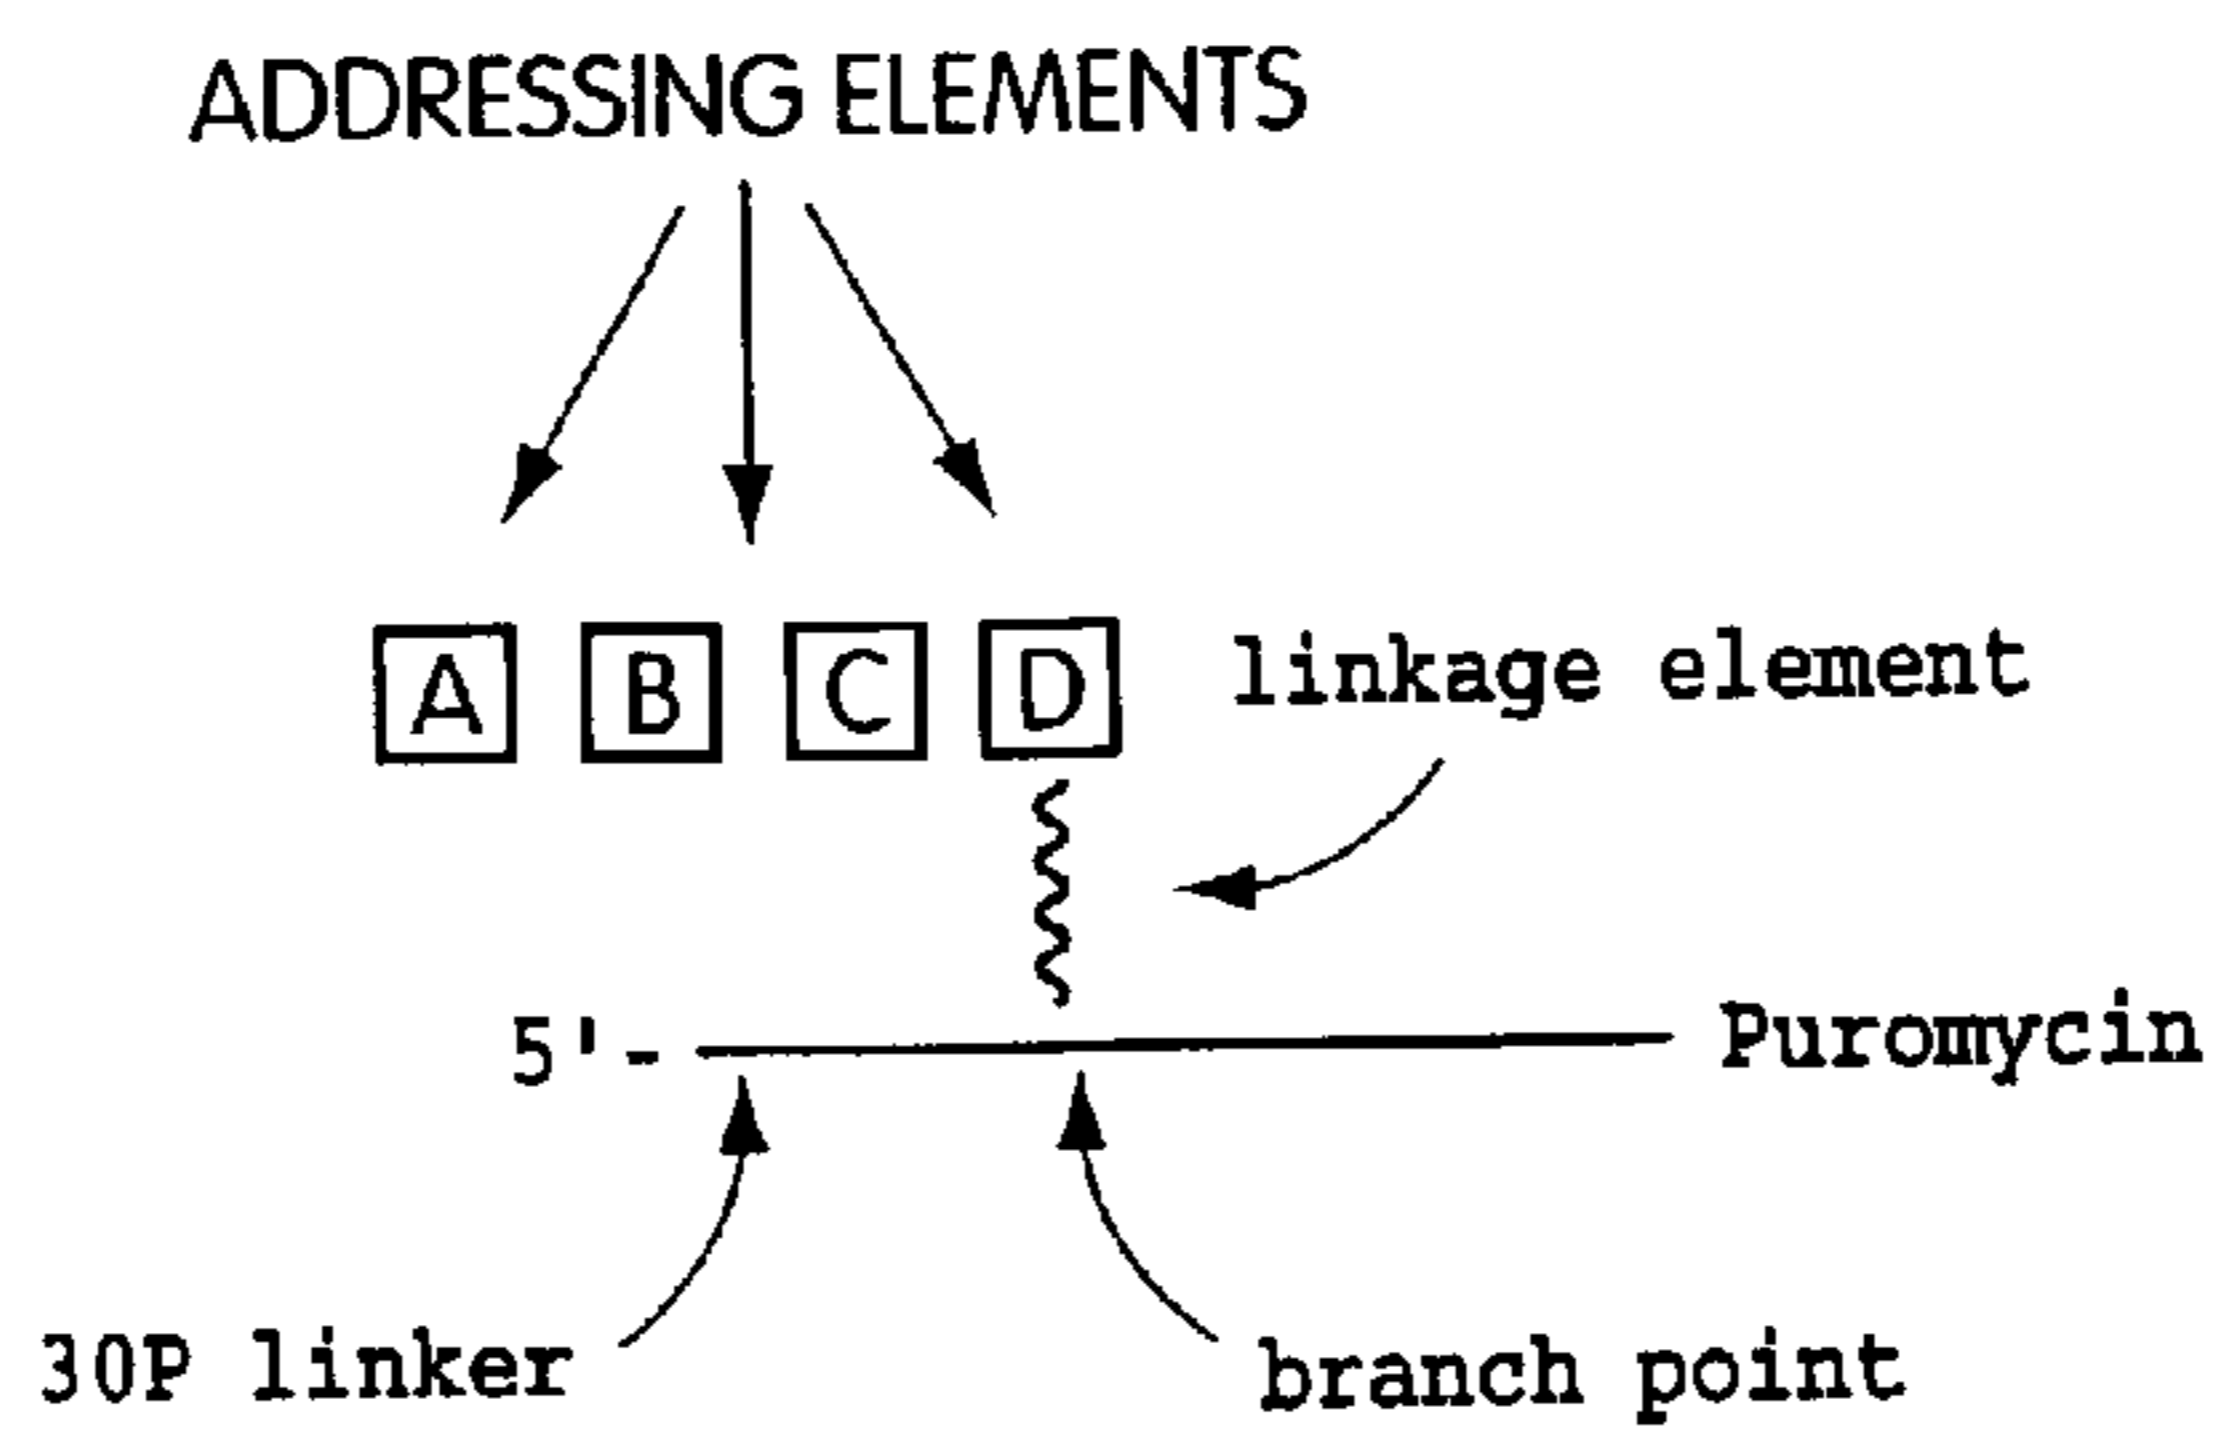 ADDRESSING ELEMENTS
A B C D
linkage element
5'-
Puromycin
30P linker
branch point